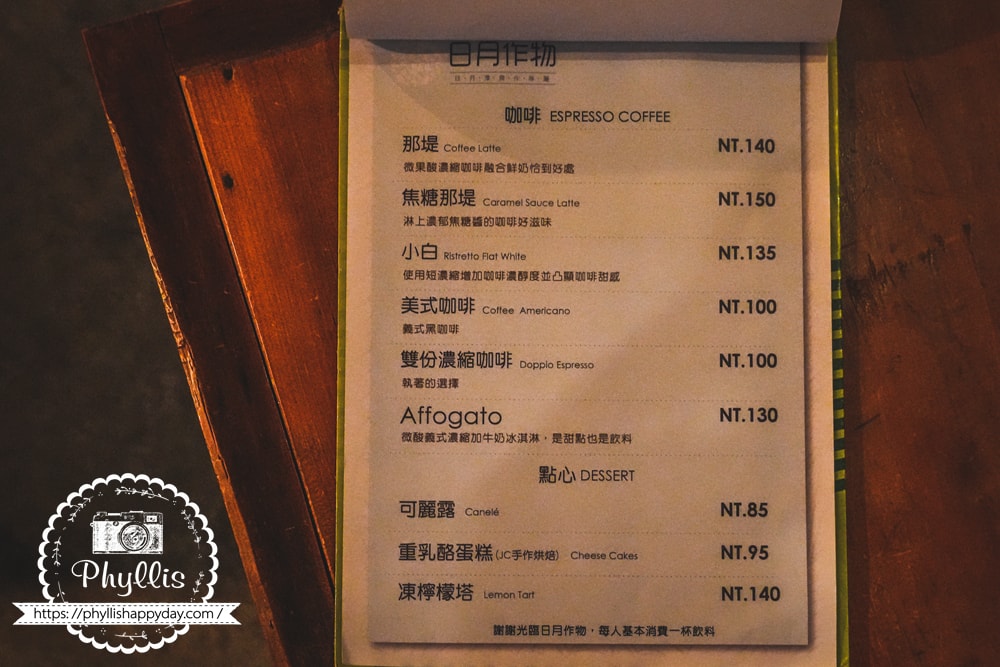 日月作物
咖啡 ESPRESSO COFFEE
那堤 Coffee Latte NT.140
微果酸濃縮咖啡融合鮮奶恰到好處
焦糖那堤 Caramel Sauce Latte NT.150
淋上濃郁焦糖醬的咖啡好滋味
小白 Ristretto Flat White NT.135
使用短濃縮增加咖啡濃醇度並凸顯咖啡甜感
美式咖啡 Coffee Americano NT.100
義式黑咖啡
雙份濃縮咖啡 Dopplo Espresso NT.100
執著的選擇
Affogato NT.130
微酸義式濃縮加牛奶冰淇淋，是甜點也是飲料
點心 DESSERT
可麗露 Canelé NT.85
重乳酪蛋糕(JC手作烘焙) Cheese Cakes NT.95
凍檸檬塔 Lemon Tart NT.140
謝謝光臨日月作物，每人基本消費一杯飲料
Phyllis
https://phyllishappyday.com /